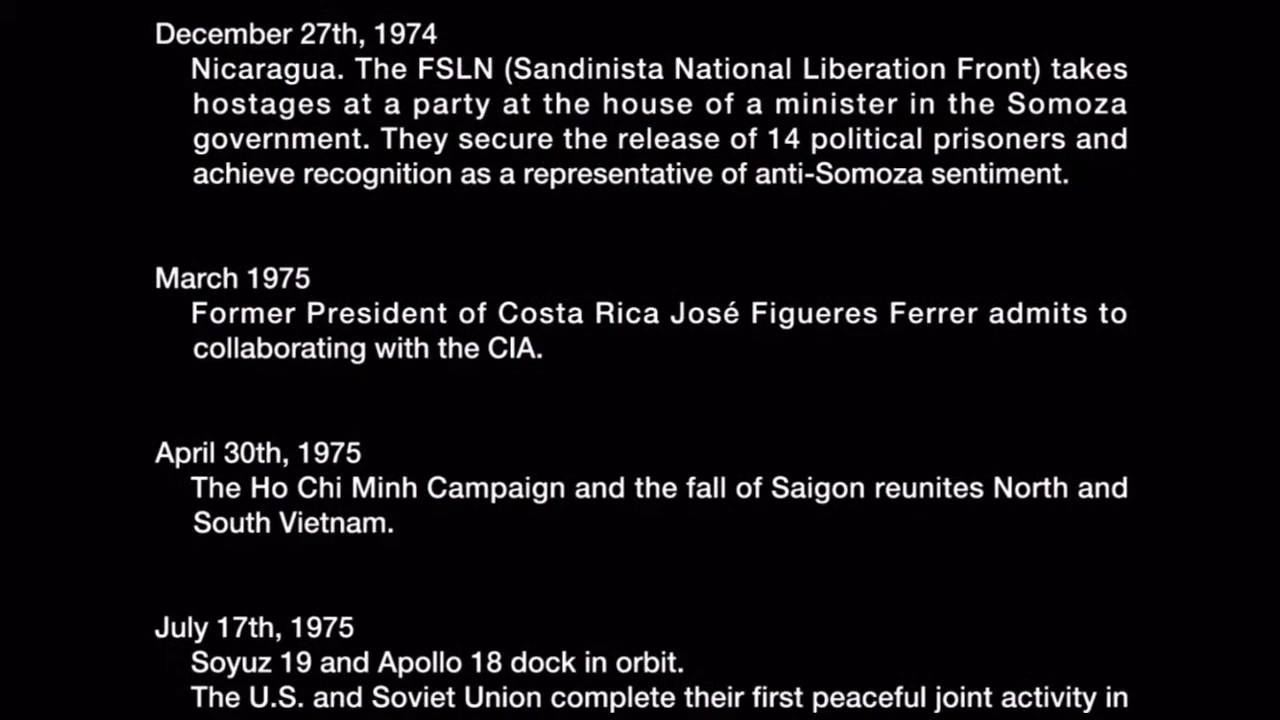 December 27th, 1974
Nicaragua. The FSLN (Sandinista National Liberation Front) takes
hostages at a party at the house of a minister in the Somoza
government. They secure the release of 14 political prisoners and
achieve recognition as a representative of anti-Somoza sentiment.
March 1975
Former President of Costa Rica José Figueres Ferrer admits to
collaborating with the CIA.
April 30th, 1975
The Ho Chi Minh Campaign and the fall of Saigon reunites North and
South Vietnam.
July 17th, 1975
Soyuz 19 and Apollo 18 dock in orbit.
The U.S. and Soviet Union complete their first peaceful joint activity in